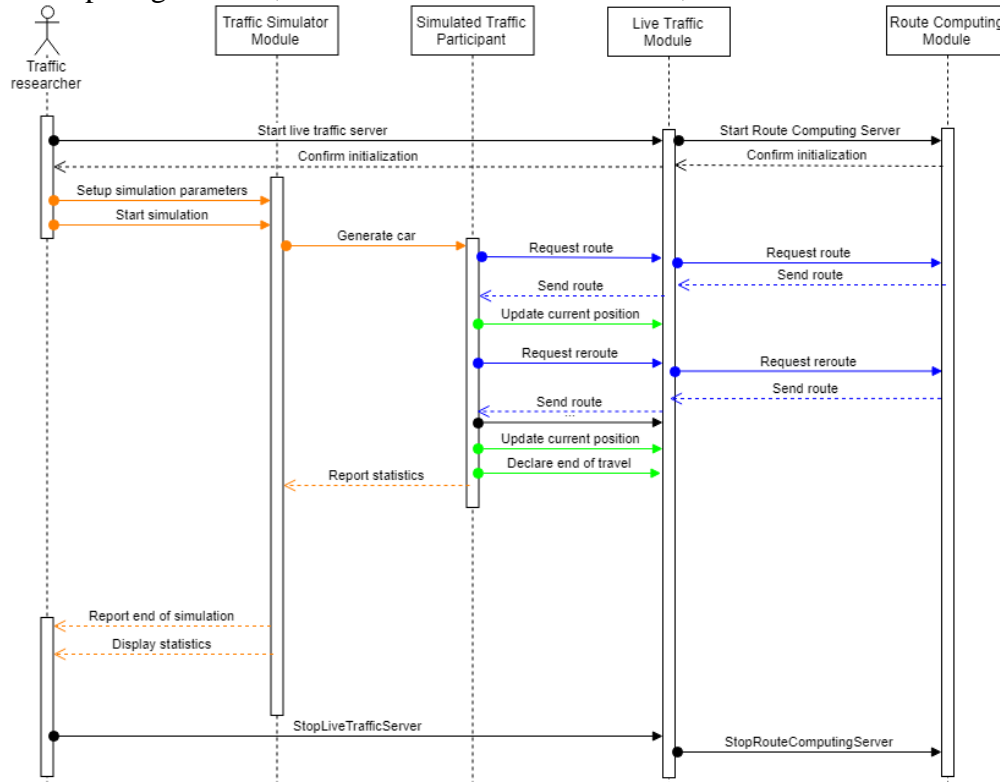 Traffic Simulator
Module
Simulated Traffic
Participant
Live Traffic
Module
Route Computing
Module
Traffic
researcher
Start live traffic server
Start Route Computing Server
Confirm initialization
Confirm initialization
Setup simulation parameters
Start simulation
Generate car
Request route
Request route
Send route
Send route
Update current position
Request reroute
Request reroute
Send route
Send route
...
Update current position
Declare end of travel
Report statistics
Report end of simulation
Display statistics
StopLiveTrafficServer
StopRouteComputingServer